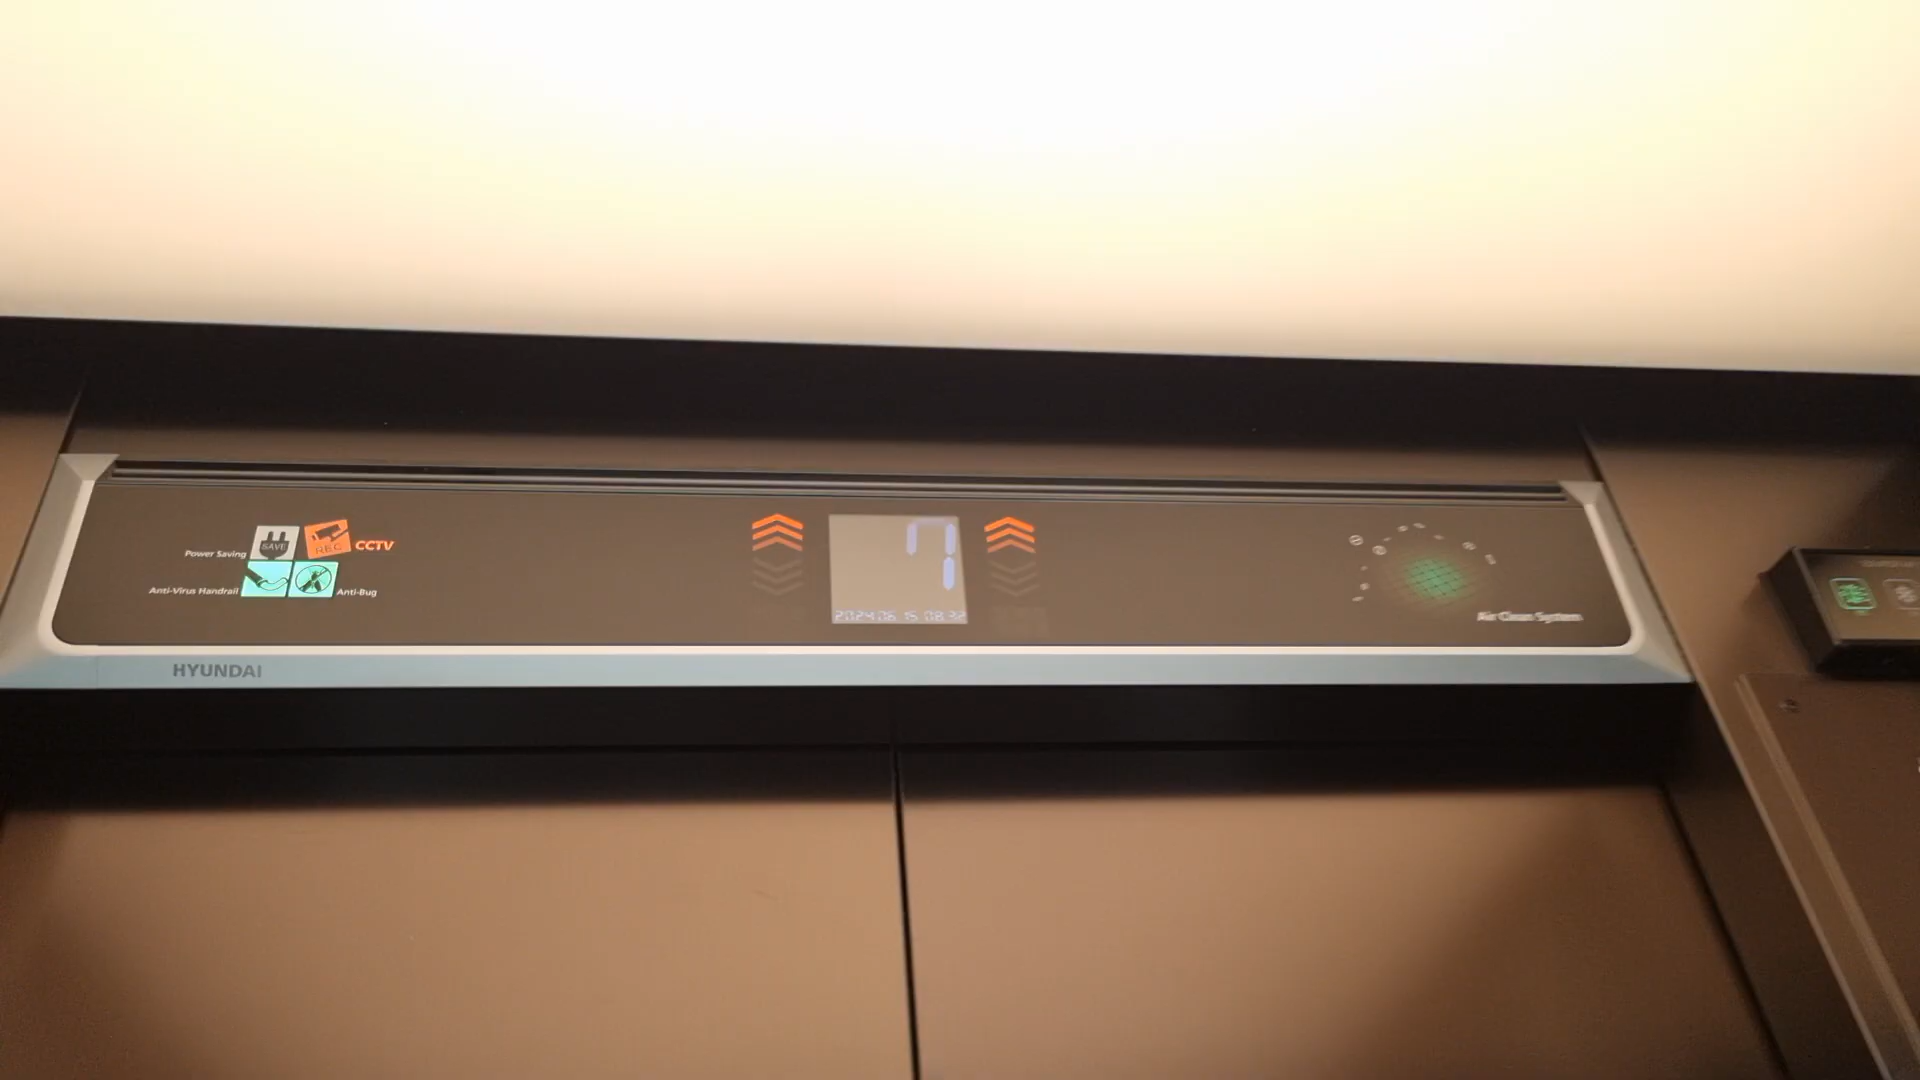 Power Saving
SAVE
REC
CCTV
Anti-Virus Handrail
Anti-Bug
7
2024 06 15 08:32
Air Clean System
HYUNDAI